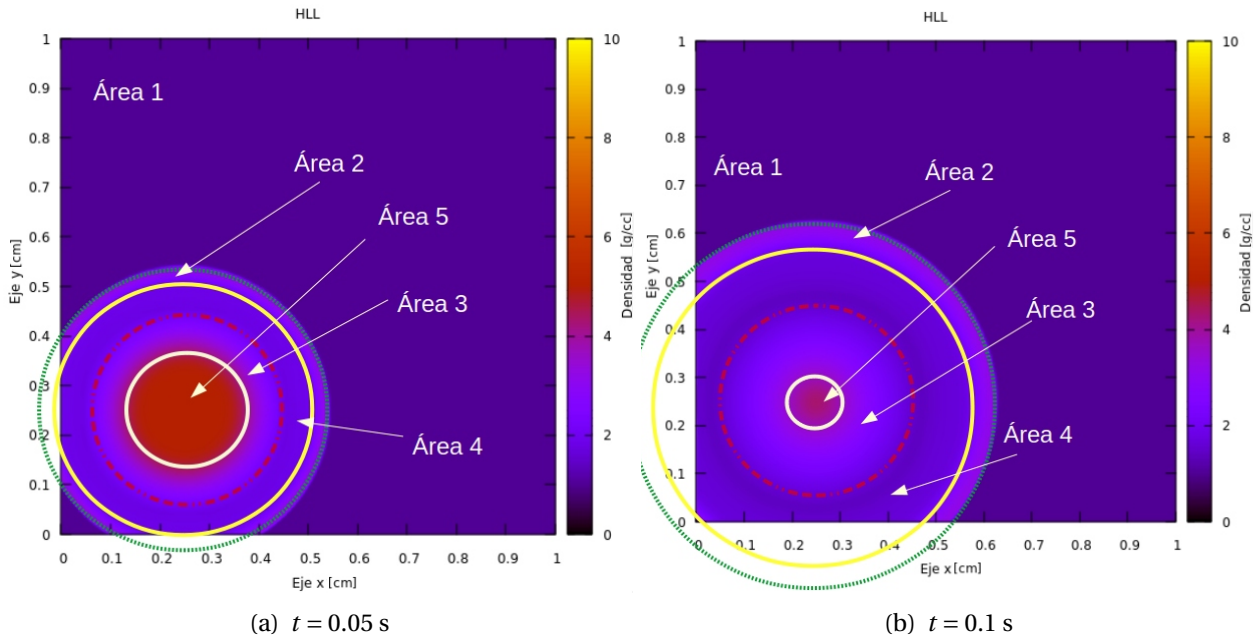 HLL
1
0.9
0.8
0.7
0.6
0.5
0.4
0.3
0.2
0.1
0
Eje y [cm]
Área 1
Área 2
Área 5
Área 3
Área 4
0
0.1
0.2
0.3
0.4
0.5
0.6
0.7
0.8
0.9
1
Eje x [cm]
10
8
6
4
2
0
Densidad [g/cc]
(a) t = 0.05 s
HLL
1
0.9
0.8
0.7
0.6
0.5
0.4
0.3
0.2
0.1
0
Eje y [cm]
Área 1
Área 2
Área 5
Área 3
Área 4
0
0.1
0.2
0.3
0.4
0.5
0.6
0.7
0.8
0.9
1
Eje x [cm]
10
8
6
4
2
0
Densidad [g/cc]
(b) t = 0.1 s